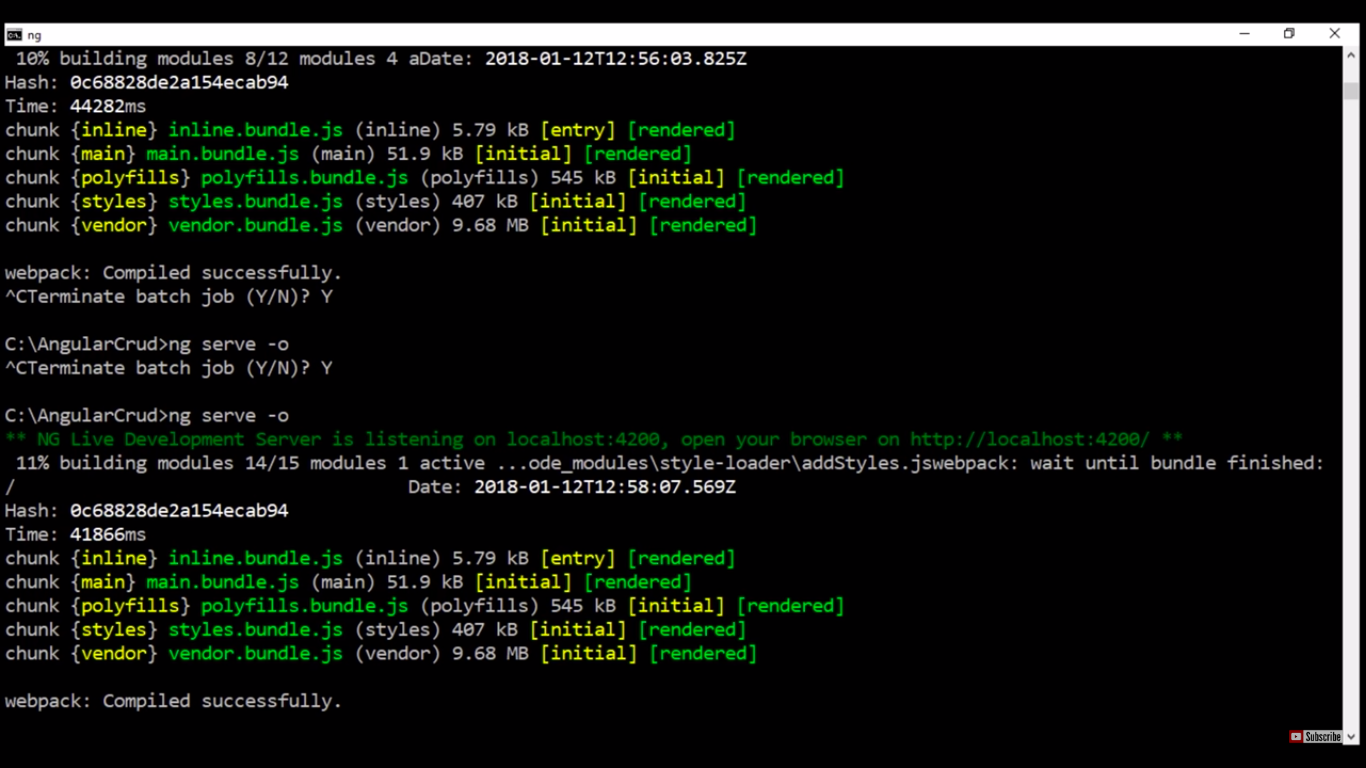 ng
10% building modules 8/12 modules 4 aDate: 2018-01-12T12:56:03.825Z
Hash: 0c68828de2a154ecab94
Time: 44282ms
chunk {inline} inline.bundle.js (inline) 5.79 kB [entry] [rendered]
chunk {main} main.bundle.js (main) 51.9 kB [initial] [rendered]
chunk {polyfills} polyfills.bundle.js (polyfills) 545 kB [initial] [rendered]
chunk {styles} styles.bundle.js (styles) 407 kB [initial] [rendered]
chunk {vendor} vendor.bundle.js (vendor) 9.68 MB [initial] [rendered]
webpack: Compiled successfully.
^CTerminate batch job (Y/N)? Y
C:\AngularCrud>ng serve -o
^CTerminate batch job (Y/N)? Y
C:\AngularCrud>ng serve -o
** NG Live Development Server is listening on localhost:4200, open your browser on http://localhost:4200/ **
11% building modules 14/15 modules 1 active ...ode_modules\style-loader\addStyles.jswebpack: wait until bundle finished:
/ Date: 2018-01-12T12:58:07.569Z
Hash: 0c68828de2a154ecab94
Time: 41866ms
chunk {inline} inline.bundle.js (inline) 5.79 kB [entry] [rendered]
chunk {main} main.bundle.js (main) 51.9 kB [initial] [rendered]
chunk {polyfills} polyfills.bundle.js (polyfills) 545 kB [initial] [rendered]
chunk {styles} styles.bundle.js (styles) 407 kB [initial] [rendered]
chunk {vendor} vendor.bundle.js (vendor) 9.68 MB [initial] [rendered]
webpack: Compiled successfully.
Subscribe